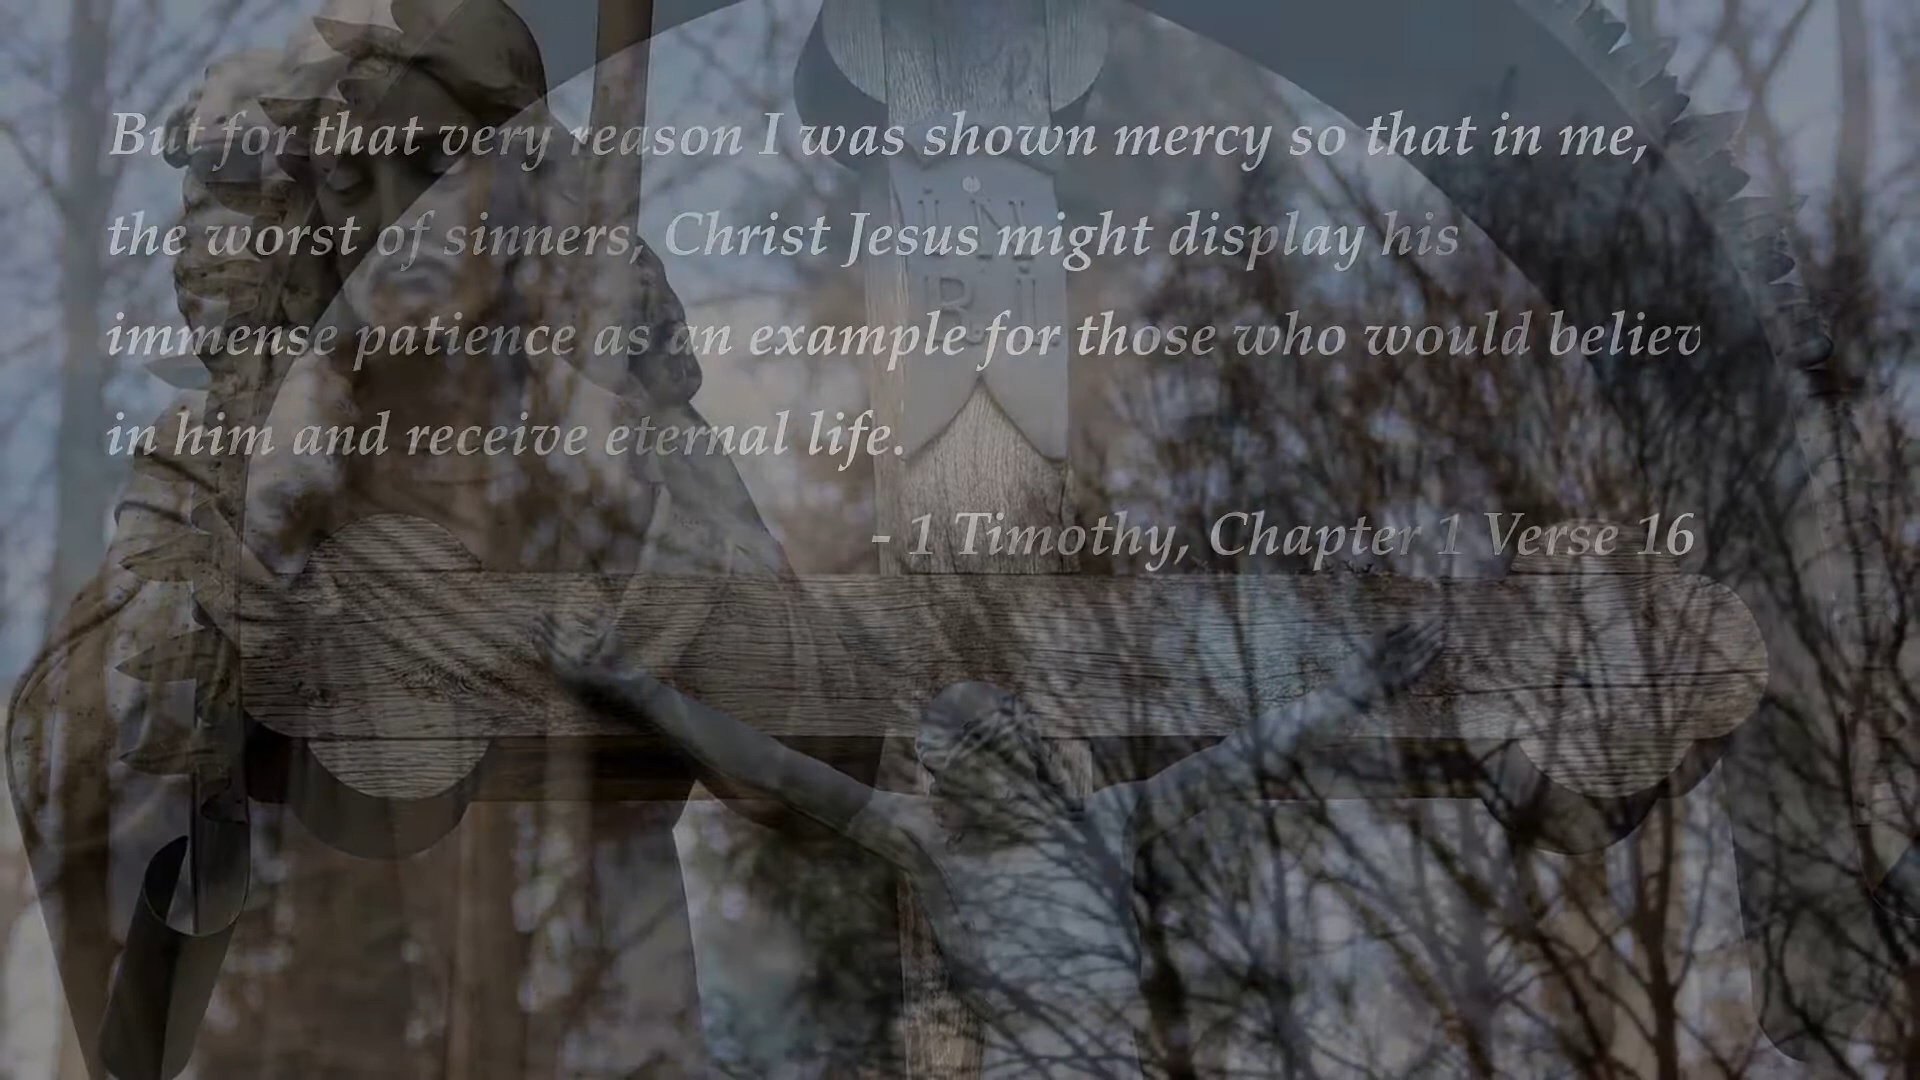 But for that very reason I was shown mercy so that in me,
the worst of sinners, Christ Jesus might display his
immense patience as an example for those who would believ
in him and receive eternal life.
- 1 Timothy, Chapter 1 Verse 16
IN
RI